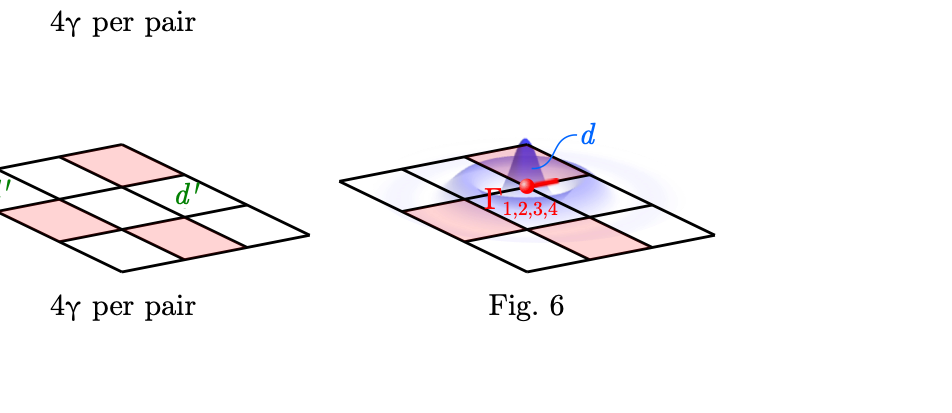 4γ per pair
d
d′
Γ1,2,3,4
4γ per pair
Fig. 6